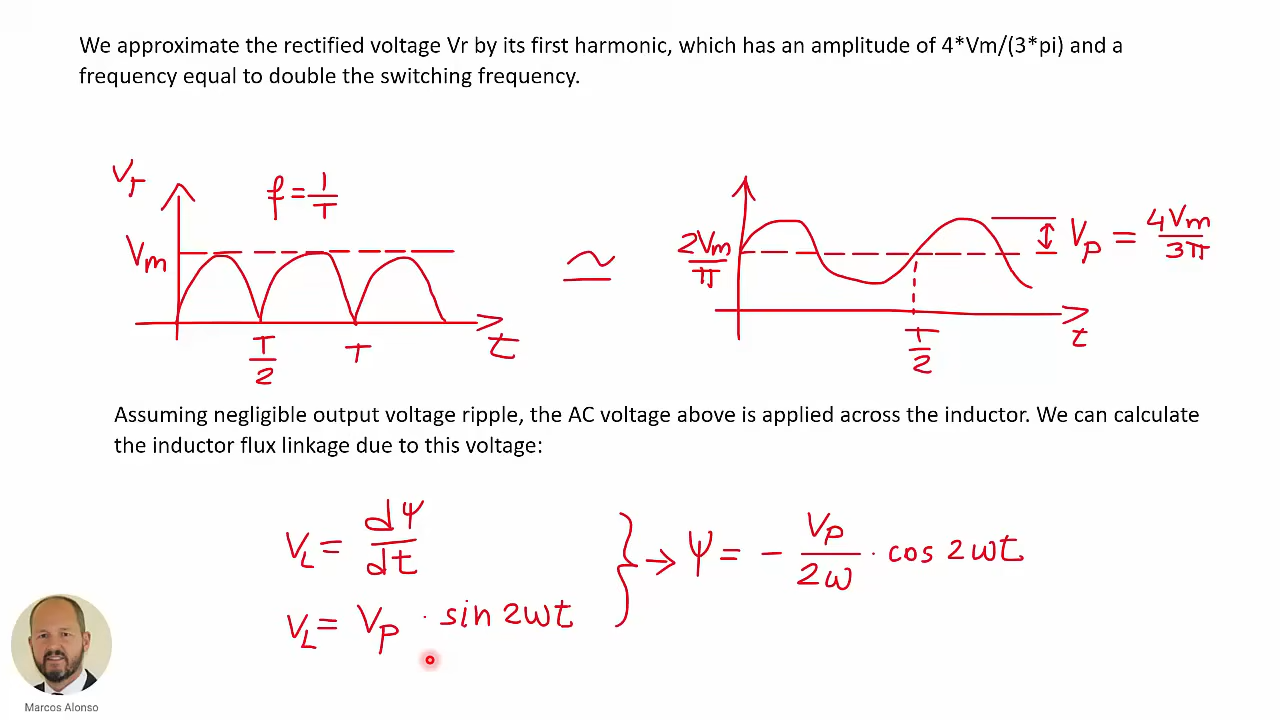 We approximate the rectified voltage Vr by its first harmonic, which has an amplitude of 4*Vm/(3*pi) and a
frequency equal to double the switching frequency.
Vr
f = 1/T
Vm
T/2
T
t
≃
2Vm/π
Vp = 4Vm/3π
T/2
t
Assuming negligible output voltage ripple, the AC voltage above is applied across the inductor. We can calculate
the inductor flux linkage due to this voltage:
VL = dΨ/dt
VL = Vp · sin 2ωt
} → Ψ = - Vp/2ω · cos 2ωt
Marcos Alonso